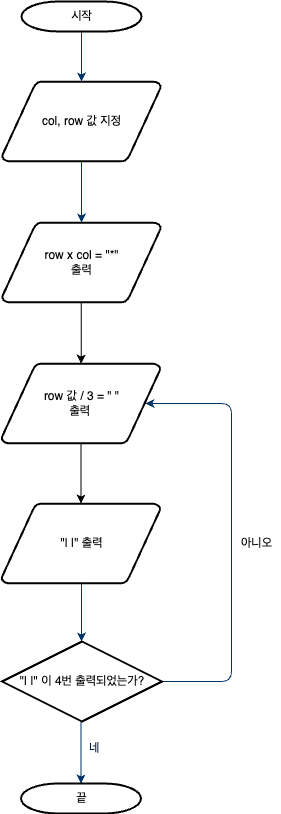 시작
col, row 값 지정
row x col = "*"
출력
row 값 / 3 = " "
출력
"| |" 출력
아니오
"| |" 이 4번 출력되었는가?
네
끝